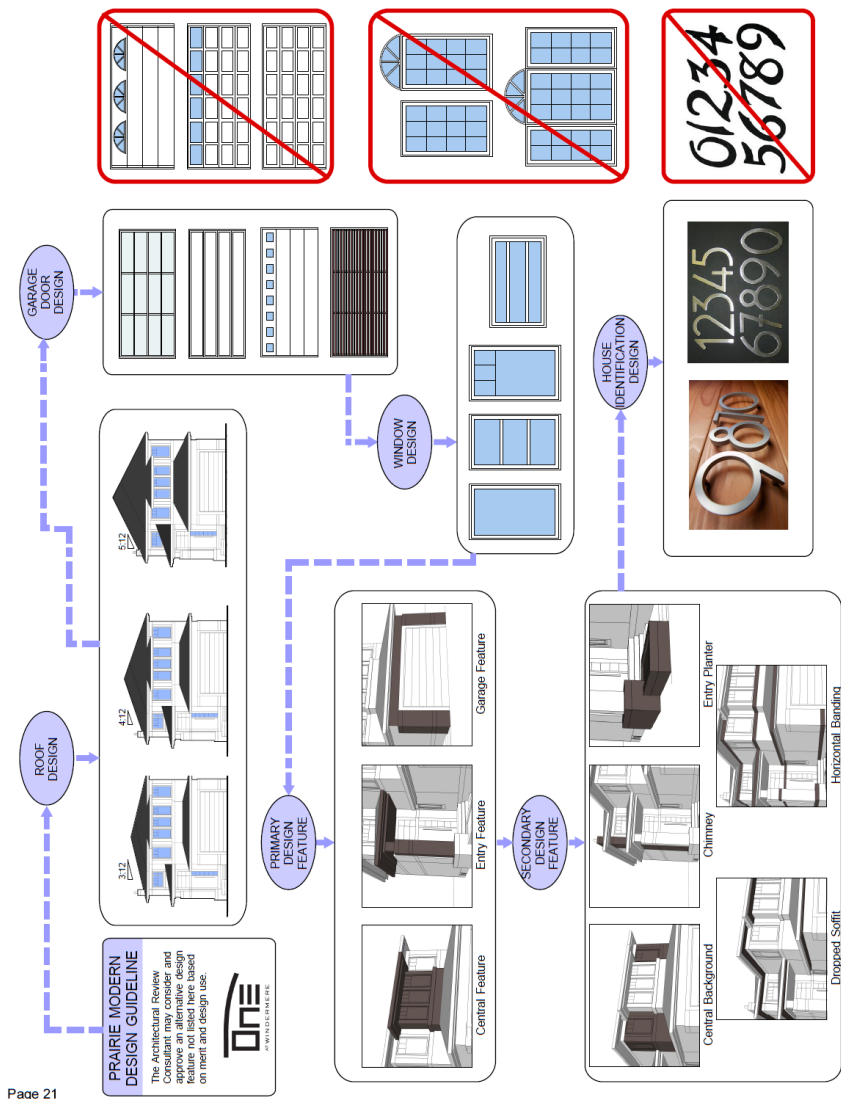 Page 21
PRAIRIE MODERN
DESIGN GUIDELINE
The Architectural Review
Consultant may consider and
approve an alternative design
feature not listed here based
on merit and design use.
ONE
AT WINDERMERE
ROOF
DESIGN
3:12
4:12
5:12
GARAGE
DOOR
DESIGN
WINDOW
DESIGN
PRIMARY
DESIGN
FEATURE
Central Feature
Entry Feature
Garage Feature
SECONDARY
DESIGN
FEATURE
Central Background
Chimney
Entry Planter
Dropped Soffit
Horizontal Banding
HOUSE
IDENTIFICATION
DESIGN
9810
12345
67890
01234
56789